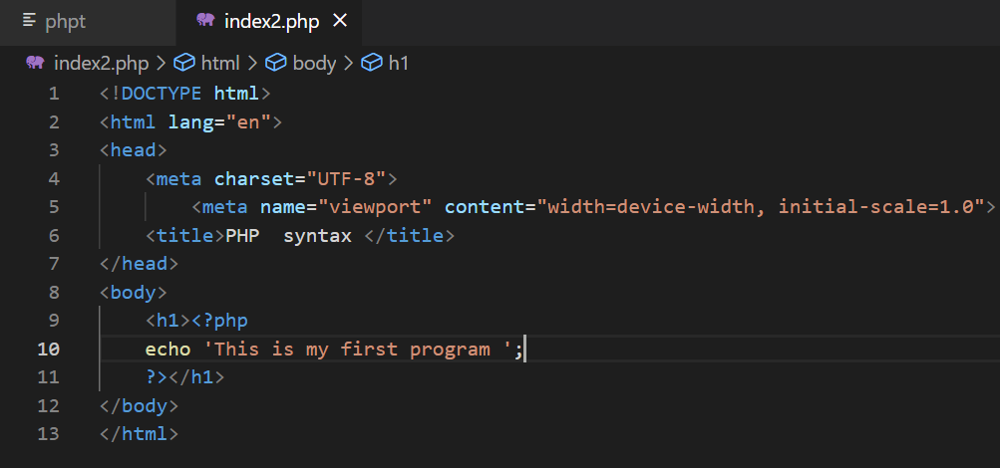 phpt index2.php ×
index2.php > html > body > h1
1 <!DOCTYPE html>
2 <html lang="en">
3 <head>
4     <meta charset="UTF-8">
5         <meta name="viewport" content="width=device-width, initial-scale=1.0">
6     <title>PHP  syntax </title>
7 </head>
8 <body>
9     <h1><?php
10     echo 'This is my first program ';
11     ?></h1>
12 </body>
13 </html>